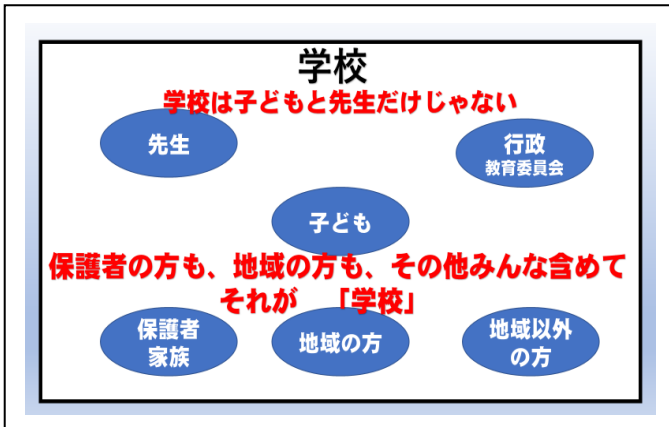 学校
学校は子どもと先生だけじゃない
先生
行政
教育委員会
子ども
保護者の方も、地域の方も、その他みんな含めて
それが　「学校」
保護者
家族
地域の方
地域以外
の方